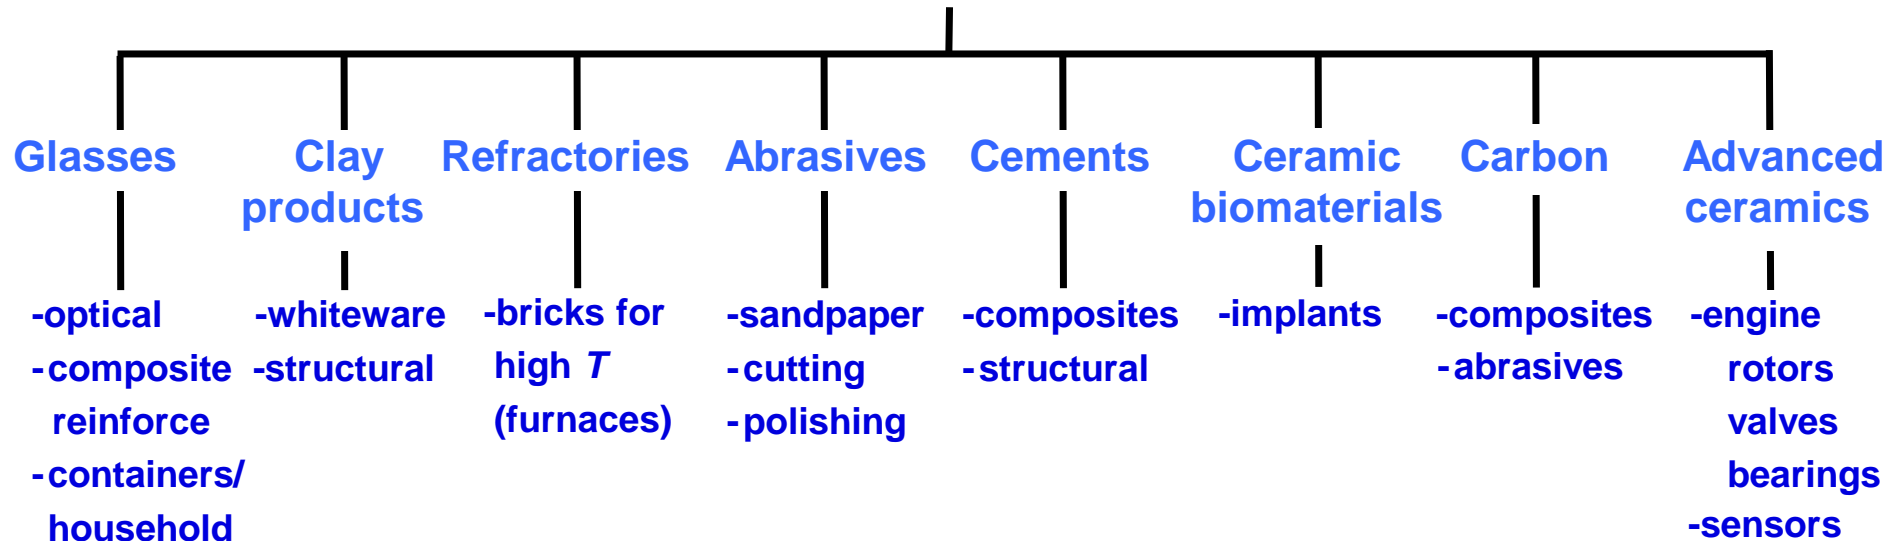 Glasses
Clay
products
Refractories
Abrasives
Cements
Ceramic
biomaterials
Carbon
Advanced
ceramics
-optical
-composite
reinforce
-containers/
household
-whiteware
-structural
-bricks for
high T
(furnaces)
-sandpaper
-cutting
-polishing
-composites
-structural
-implants
-composites
-abrasives
-engine
rotors
valves
bearings
-sensors